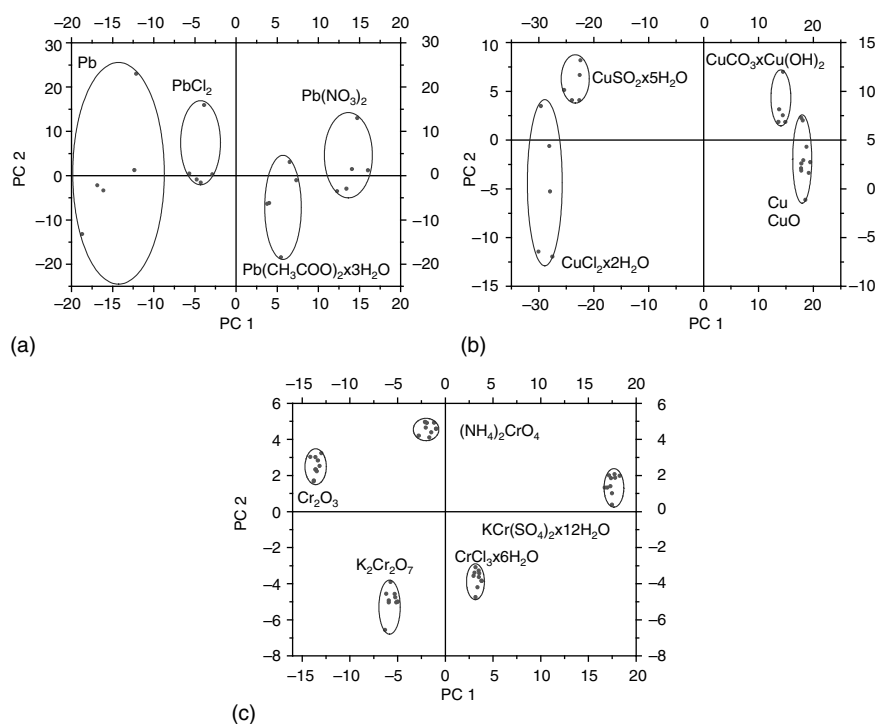 −20 −15 −10 −5 0 5 10 15 20
30
20
10
0
−10
−20
PC 2
Pb
PbCl₂
Pb(NO₃)₂
Pb(CH₃COO)₂x3H₂O
30
20
10
0
−10
−20
−20 −15 −10 −5 0 5 10 15 20
PC 1
(a)
−30 −20 −10 0 10 20
10
5
0
−5
−10
−15
PC 2
CuSO₂x5H₂O
CuCO₃xCu(OH)₂
Cu
CuO
CuCl₂x2H₂O
15
10
5
0
−5
−10
−30 −20 −10 0 10 20
PC 1
(b)
−15 −10 −5 0 5 10 15 20
6
4
2
0
−2
−4
−6
−8
PC 2
(NH₄)₂CrO₄
Cr₂O₃
KCr(SO₄)₂x12H₂O
CrCl₃x6H₂O
K₂Cr₂O₇
6
4
2
0
−2
−4
−6
−8
−15 −10 −5 0 5 10 15 20
PC 1
(c)